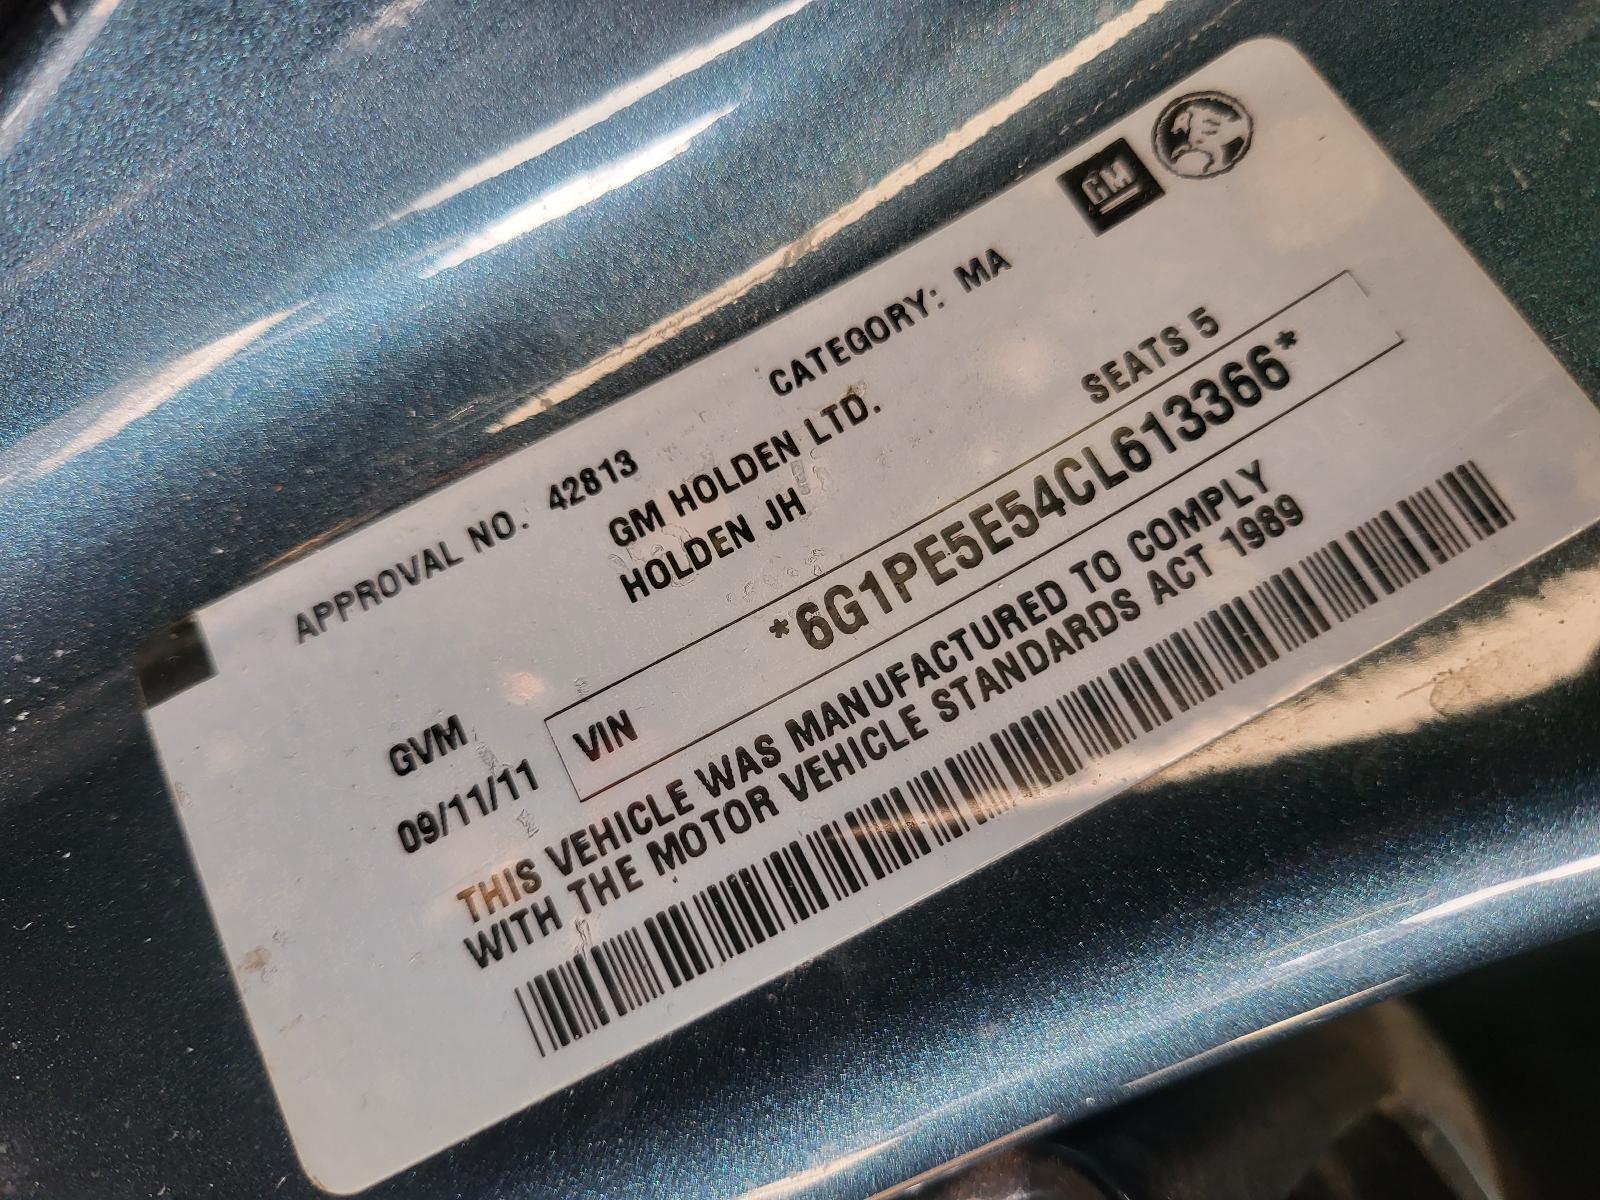 GM
APPROVAL NO. 42813 CATEGORY: MA
GM HOLDEN LTD.
HOLDEN JH SEATS 5
GVM
09/11/11 VIN *6G1PE5E54CL613366*
THIS VEHICLE WAS MANUFACTURED TO COMPLY
WITH THE MOTOR VEHICLE STANDARDS ACT 1989